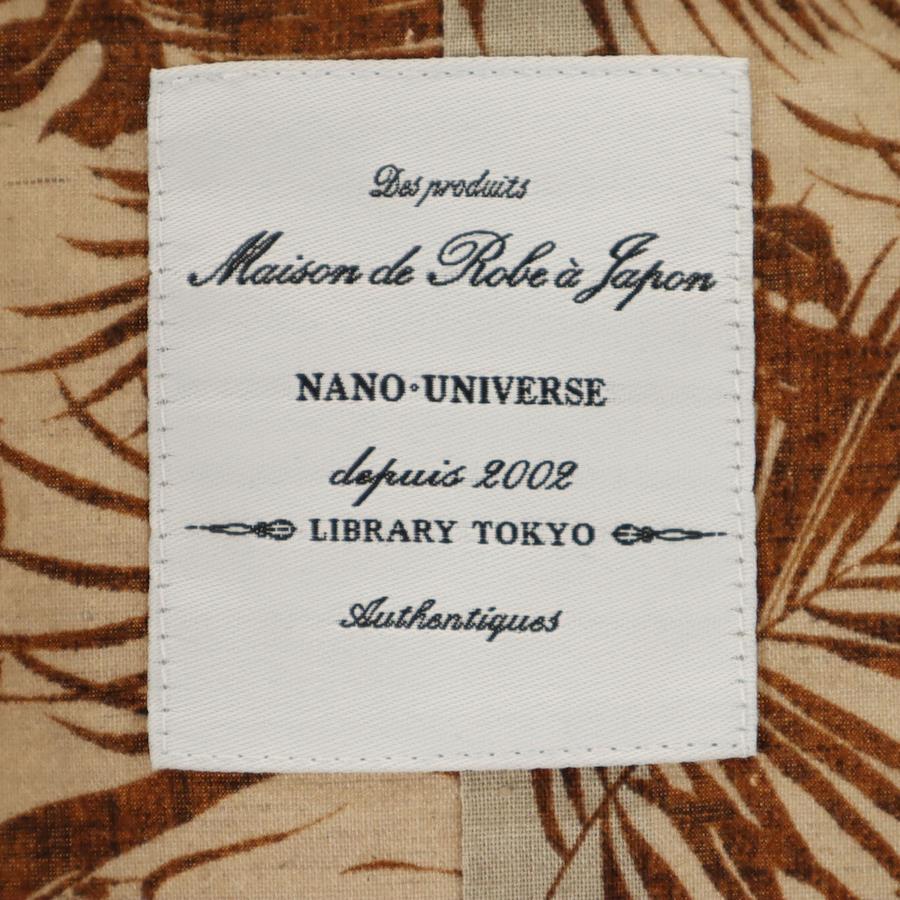 Des produits
Maison de Robe à Japon
NANO◦UNIVERSE
depuis 2002
LIBRARY TOKYO
Authentiques